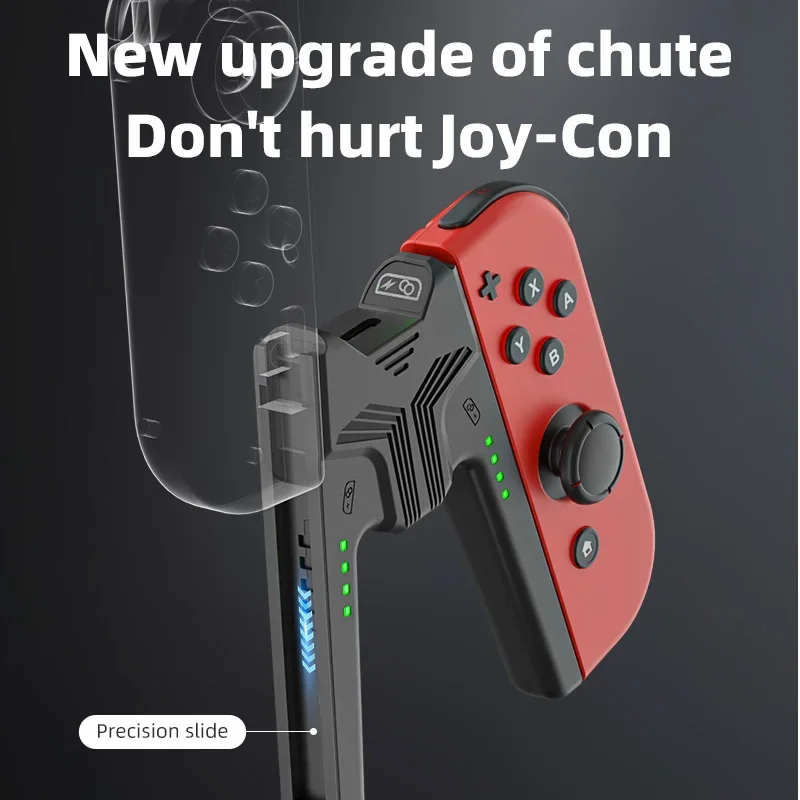 New upgrade of chute
Don't hurt Joy-Con
X
A
Y
B
Precision slide